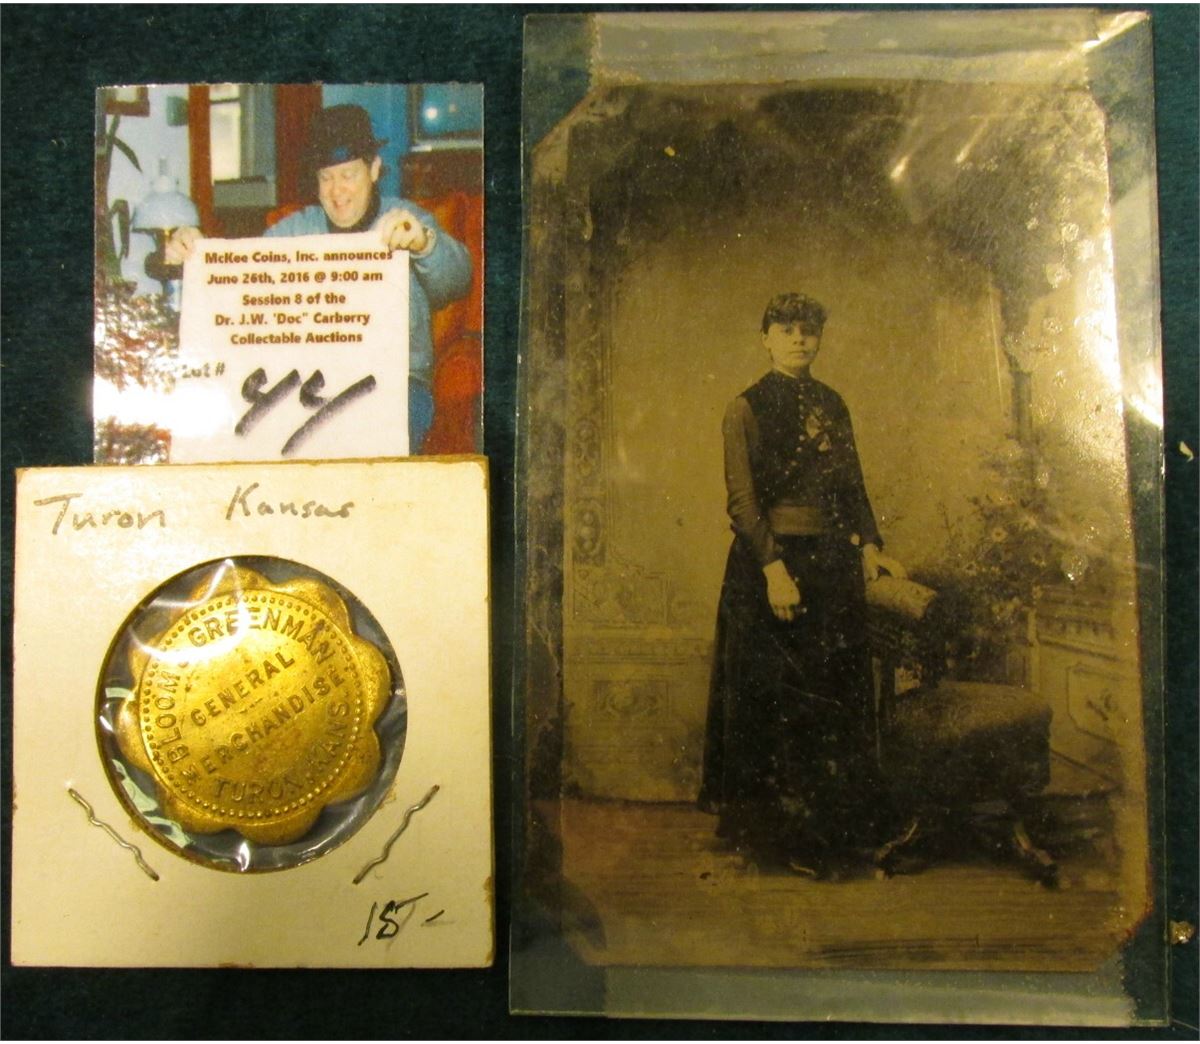 McKee Coins, Inc. announces
June 26th, 2016 @ 9:00 am
Session 8 of the
Dr. J.W. 'Doc" Carberry
Collectable Auctions
Lot #
44
Turon Kansas
BLOOM & GREENMAN
GENERAL
MERCHANDISE
TURON, KANS.
15-